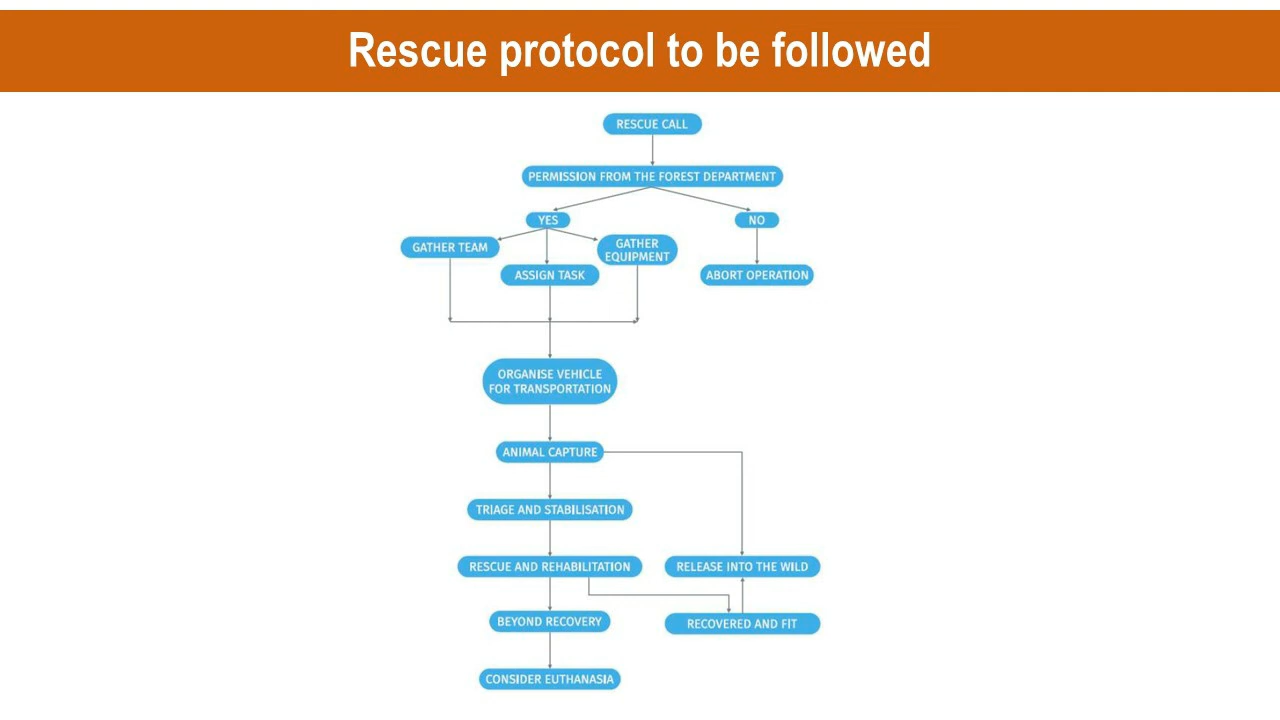 Rescue protocol to be followed
RESCUE CALL
PERMISSION FROM THE FOREST DEPARTMENT
YES
NO
GATHER TEAM
GATHER
EQUIPMENT
ASSIGN TASK
ABORT OPERATION
ORGANISE VEHICLE
FOR TRANSPORTATION
ANIMAL CAPTURE
TRIAGE AND STABILISATION
RESCUE AND REHABILITATION
RELEASE INTO THE WILD
BEYOND RECOVERY
RECOVERED AND FIT
CONSIDER EUTHANASIA